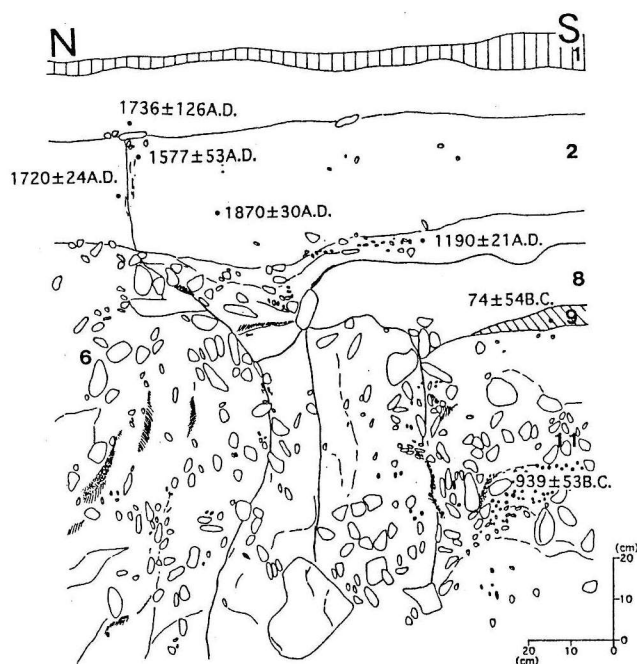 N
S
1
1736±126A.D.
1577±53A.D.
2
1720±24A.D.
1870±30A.D.
1190±21A.D.
8
74±54B.C.
9
6
11
939±53B.C.
(cm)
20
10
0
20 10 0
(cm)